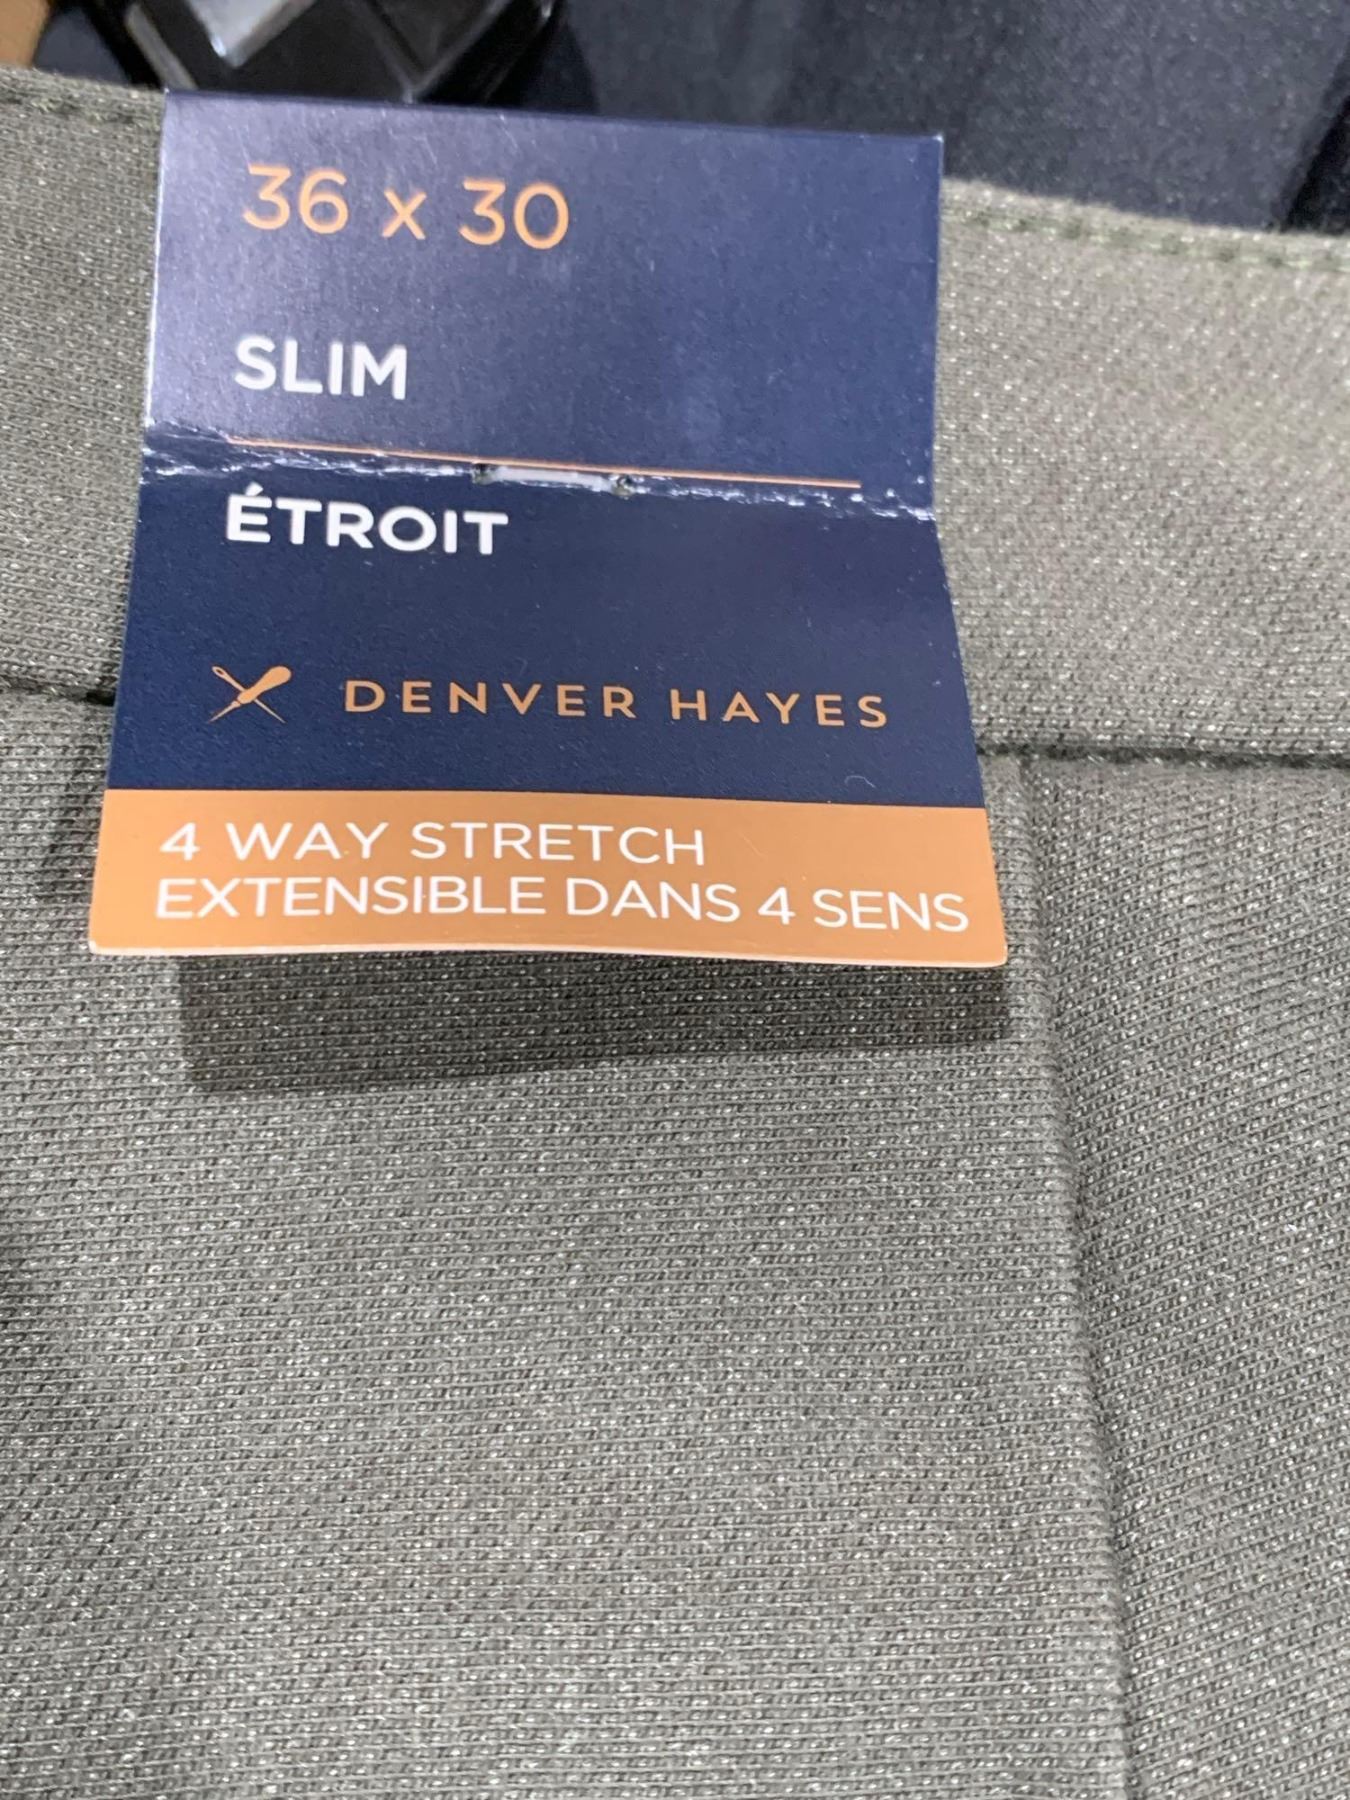 36 x 30
SLIM
ÉTROIT
DENVER HAYES
4 WAY STRETCH
EXTENSIBLE DANS 4 SENS